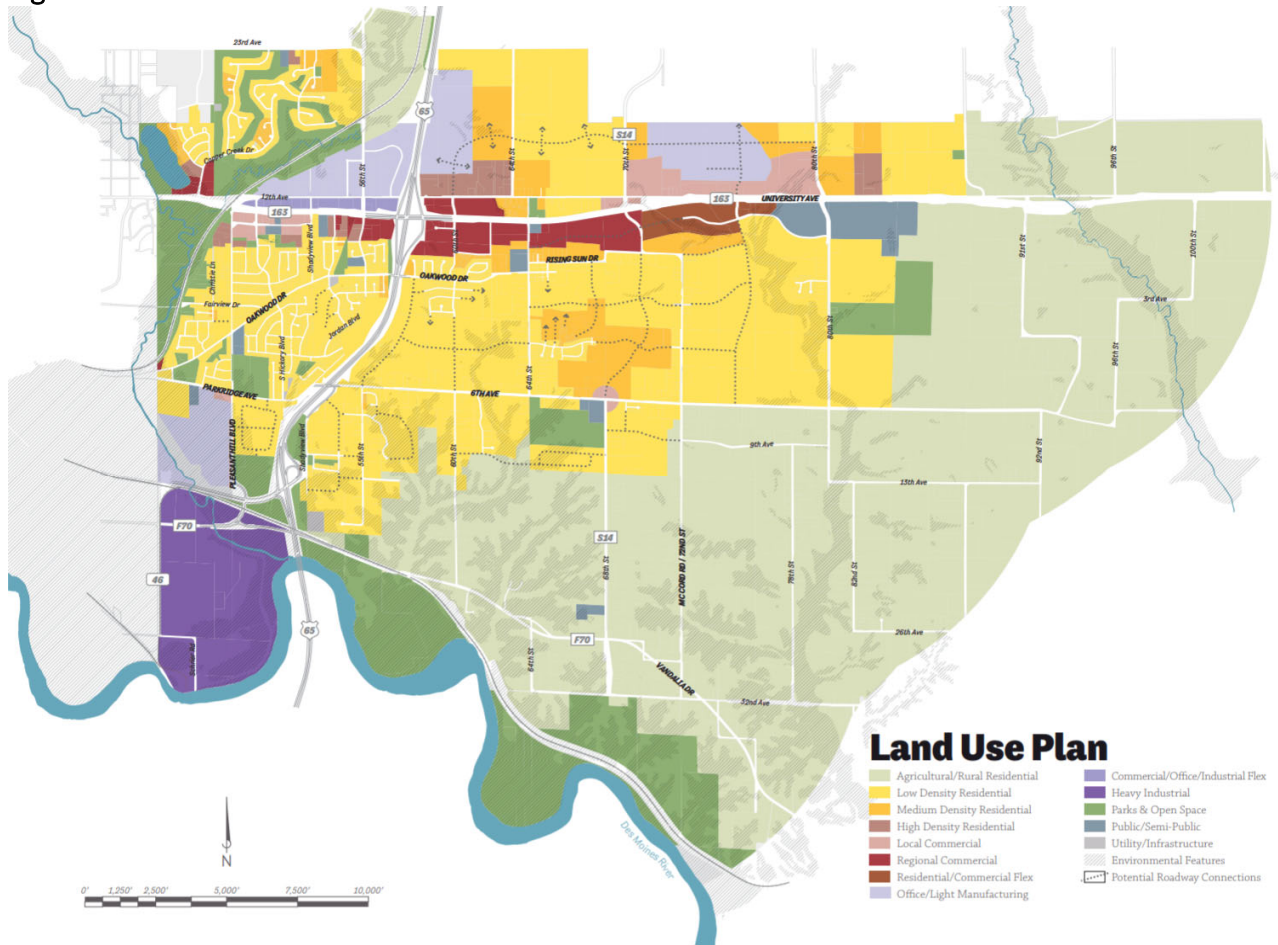 23rd Ave
65
S14
Copper Creek Dr
56th St
64th St
70th St
80th St
96th St
12th Ave
163
163
UNIVERSITY AVE
Shadyview Blvd
Christie Ln
RISING SUN DR
OAKWOOD DR
91st St
100th St
3rd Ave
Fairview Dr
OAKWOOD DR
Jordan Blvd
80th St
96th St
S Hickory Blvd
64th St
PARKRIDGE AVE
6TH AVE
PLEASANT HILL BLVD
Shadyview Blvd
55th St
60th St
9th Ave
92nd St
13th Ave
F70
S14
46
68th St
MCCORD RD / 72ND ST
78th St
82nd St
65
F70
26th Ave
64th St
VANDALIA DR
32nd Ave
Des Moines River
Land Use Plan
Agricultural/Rural Residential
Low Density Residential
Medium Density Residential
High Density Residential
Local Commercial
Regional Commercial
Residential/Commercial Flex
Office/Light Manufacturing
Commercial/Office/Industrial Flex
Heavy Industrial
Parks & Open Space
Public/Semi-Public
Utility/Infrastructure
Environmental Features
Potential Roadway Connections
N
0' 1,250' 2,500' 5,000' 7,500' 10,000'